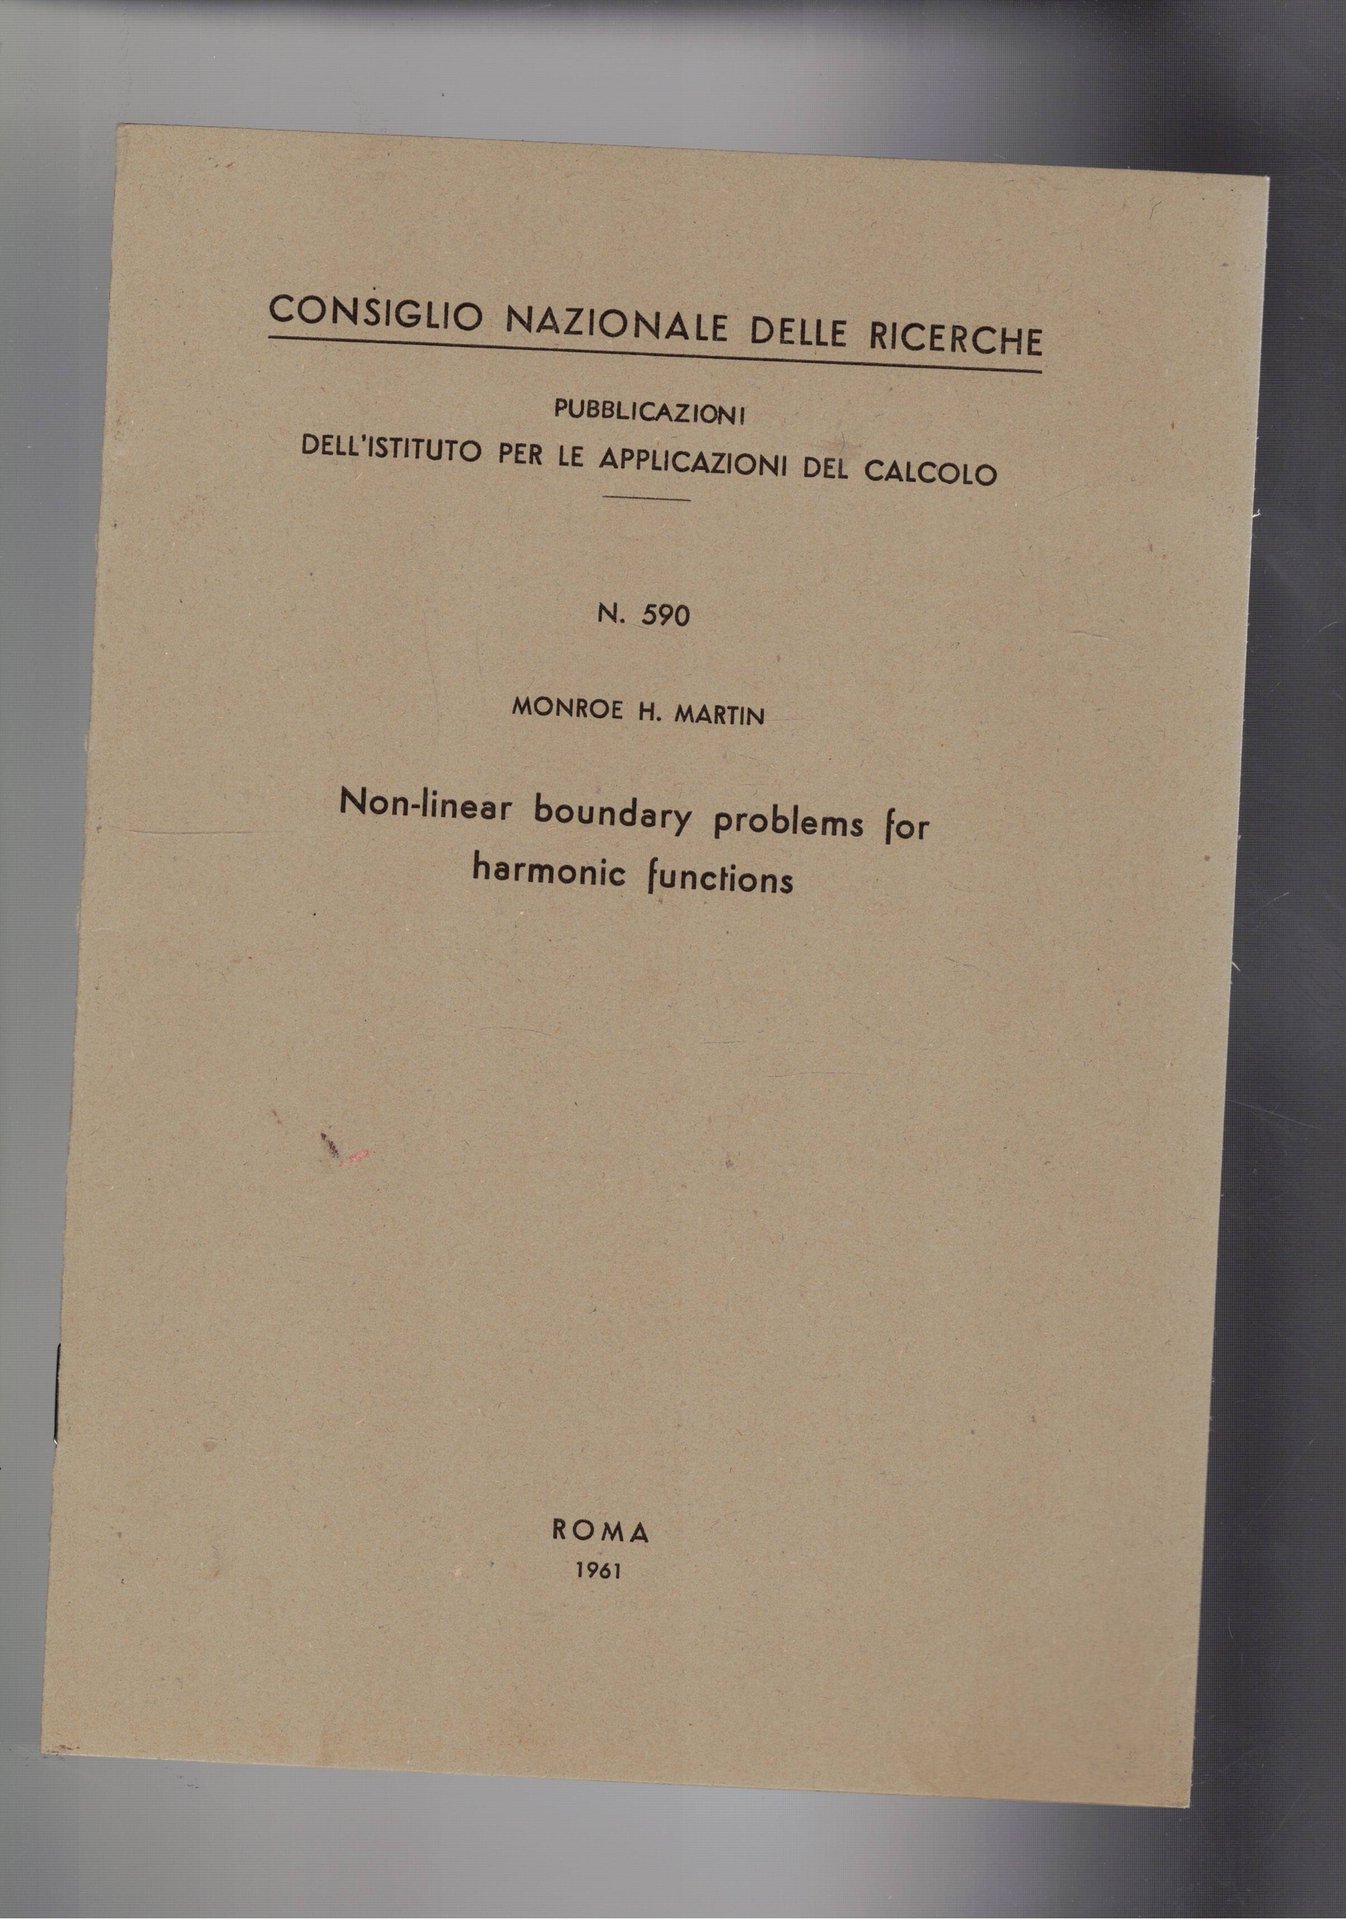 CONSIGLIO NAZIONALE DELLE RICERCHE
PUBBLICAZIONI
DELL'ISTITUTO PER LE APPLICAZIONI DEL CALCOLO
N. 590
MONROE H. MARTIN
Non-linear boundary problems for
harmonic functions
ROMA
1961